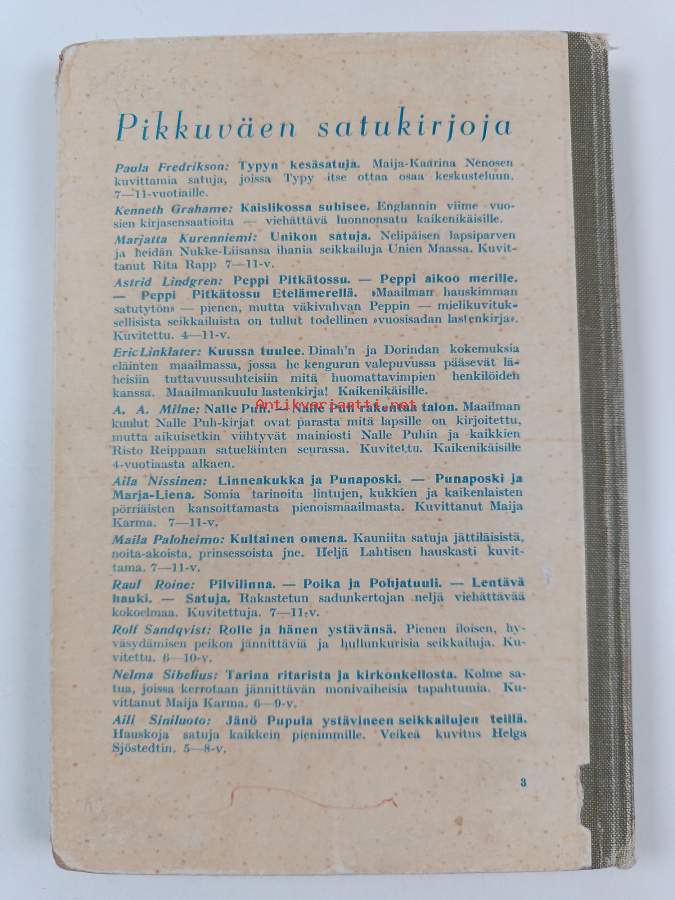 Pikkuväen satukirjoja
Paula Fredrikson: Typyn kesäsatuja. Maija-Kaarina Nenosen
kuvittamia satuja, joissa Typy itse ottaa osaa keskusteluun.
7—11-vuotiaille.
Kenneth Grahame: Kaislikossa suhisee. Englannin viime vuo-
sien kirjasensaatioita — viehättävä luonnonsatu kaikenikäisille.
Marjatta Kurenniemi: Unikon satuja. Nelipäisen lapsiparven
ja heidän Nukke-Liisansa ihania seikkailuja Unien Maassa. Kuvit-
tanut Rita Rapp 7—11-v.
Astrid Lindgren: Peppi Pitkätossu. — Peppi aikoo merille.
— Peppi Pitkätossu Etelämerellä. »Maailman hauskimman
satutytön» — pienen, mutta väkivahvan Peppin — mielikuvituk-
sellisista seikkailuista on tullut todellinen »vuosisadan lastenkirja».
Kuvitettu. 4—11-v.
Eric Linklater: Kuussa tuulee. Dinah'n ja Dorindan kokemuksia
eläinten maailmassa, jossa he kengurun valepuvussa pääsevät lä-
heisiin tuttavuussuhteisiin mitä huomattavimpien henkilöiden
kanssa. Maailmankuulu lastenkirja! Kaikenikäisille.
Antikvariaatti.net
A. A. Milne: Nalle Puh. — Nalle Puh rakentaa talon. Maailman
kuulut Nalle Puh-kirjat ovat parasta mitä lapsille on kirjoitettu,
mutta aikuisetkin viihtyvät mainiosti Nalle Puhin ja kaikkien
Risto Reippaan satueläinten seurassa. Kuvitettu. Kaikenikäisille
4-vuotiaasta alkaen.
Aila Nissinen: Linneakukka ja Punaposki. — Punaposki ja
Marja-Liena. Somia tarinoita lintujen, kukkien ja kaikenlaisten
pörriäisten kansoittamasta pienoismaailmasta. Kuvittanut Maija
Karma. 7—11-v.
Maila Paloheimo: Kultainen omena. Kauniita satuja jättiläisistä,
noita-akoista, prinsessoista jne. Heljä Lahtisen hauskasti kuvit-
tama. 7—11-v.
Raul Roine: Pilvilinna. — Poika ja Pohjatuuli. — Lentävä
hauki. — Satuja. Rakastetun sadunkertojan neljä viehättävää
kokoelmaa. Kuvitettuja. 7—11-v.
Rolf Sandqvist: Rolle ja hänen ystävänsä. Pienen iloisen, hy-
väsydämisen peikon jännittäviä ja hullunkurisia seikkailuja. Ku-
vitettu. 6—10-v.
Nelma Sibelius: Tarina ritarista ja kirkonkellosta. Kolme sa-
tua, joissa kerrotaan jännittävän monivaiheisia tapahtumia. Ku-
vittanut Maija Karma. 6—9-v.
Aili Siniluoto: Jänö Pupula ystävineen seikkailujen teillä.
Hauskoja satuja kaikkein pienimmille. Veikeä kuvitus Helga
Sjöstedtin. 5—8-v.
3